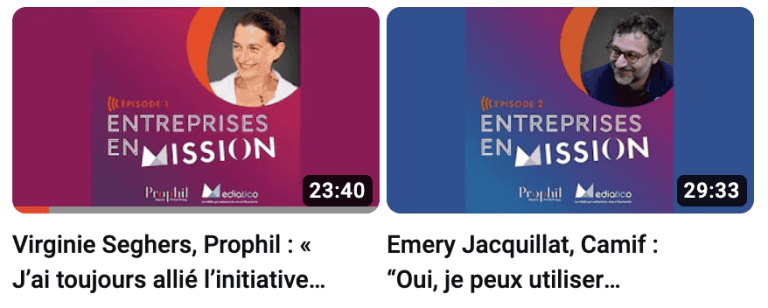 ÉPISODE 1
ENTREPRISES
EN MISSION
Prophil
Mediatico
23:40
Virginie Seghers, Prophil : «
J’ai toujours allié l’initiative…
ÉPISODE 2
ENTREPRISES
EN MISSION
Prophil
Mediatico
29:33
Emery Jacquillat, Camif :
“Oui, je peux utiliser…